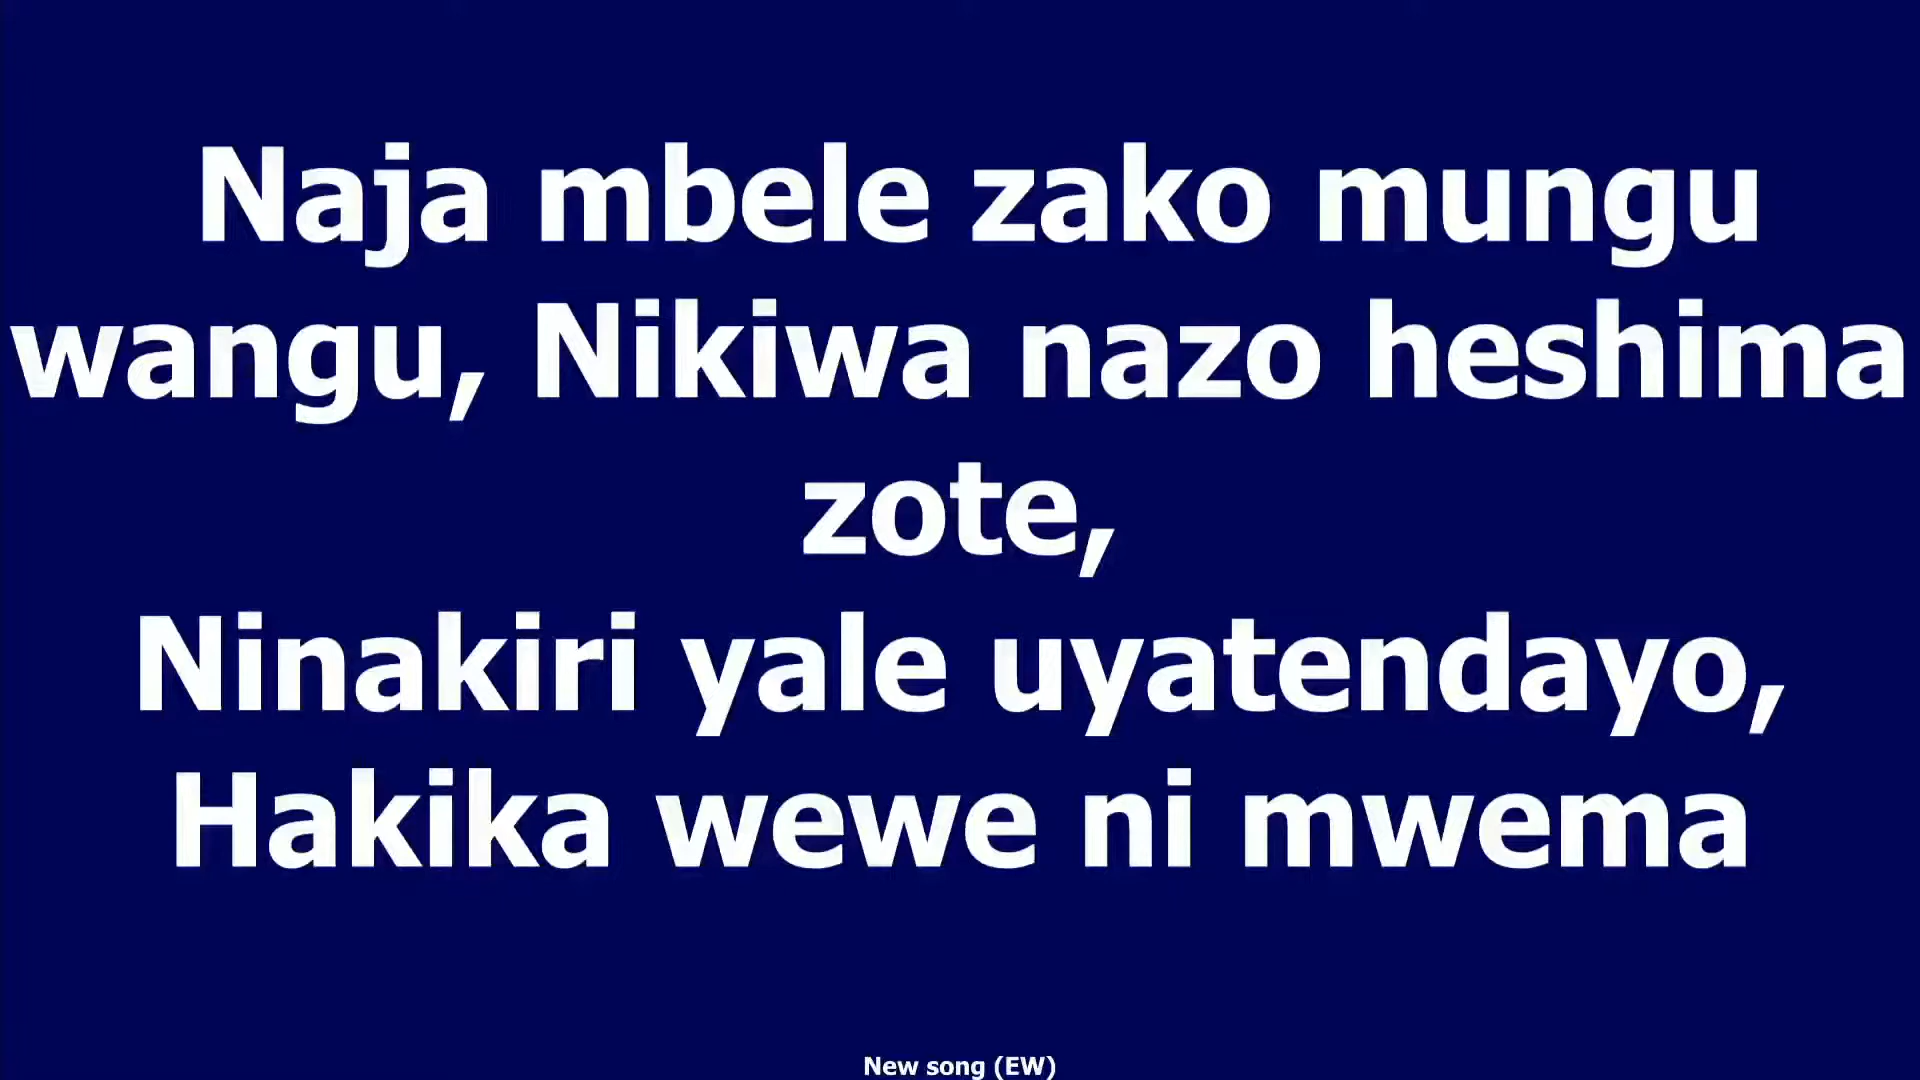 Naja mbele zako mungu
wangu, Nikiwa nazo heshima
zote,
Ninakiri yale uyatendayo,
Hakika wewe ni mwema
New song (EW)